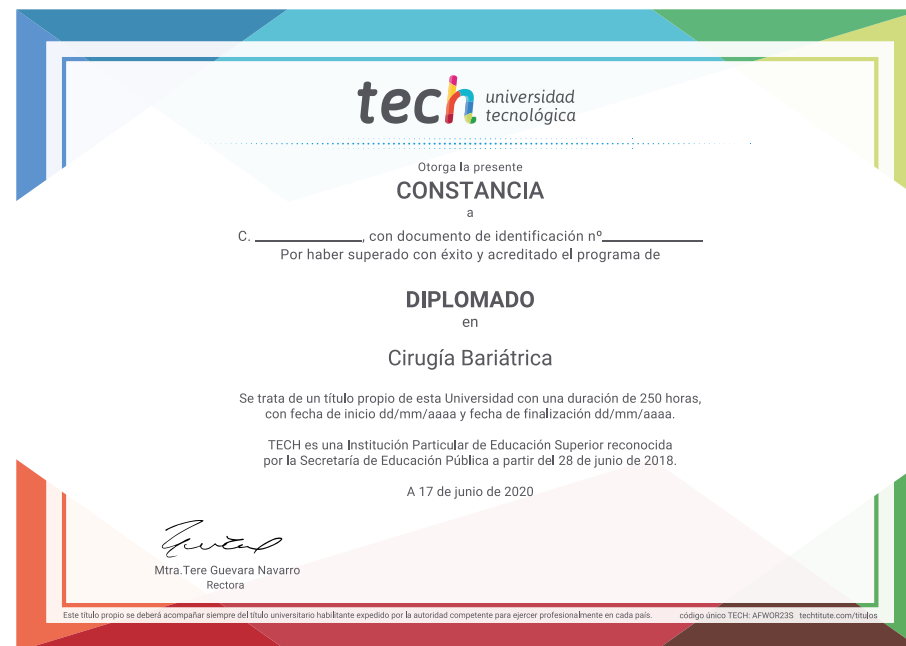 tech universidad
tecnológica
Otorga la presente
CONSTANCIA
a
C. ______________, con documento de identificación nº______________
Por haber superado con éxito y acreditado el programa de
DIPLOMADO
en
Cirugía Bariátrica
Se trata de un título propio de esta Universidad con una duración de 250 horas,
con fecha de inicio dd/mm/aaaa y fecha de finalización dd/mm/aaaa.
TECH es una Institución Particular de Educación Superior reconocida
por la Secretaría de Educación Pública a partir del 28 de junio de 2018.
A 17 de junio de 2020
Mtra.Tere Guevara Navarro
Rectora
Este título propio se deberá acompañar siempre del título universitario habilitante expedido por la autoridad competente para ejercer profesionalmente en cada país. código único TECH: AFWOR23S techtitute.com/titulos